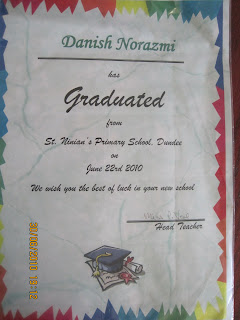 Danish Norazmi
has
Graduated
from
St. Ninian's Primary School, Dundee
on
June 22rd 2010
We wish you the best of luck in your new school
Head Teacher